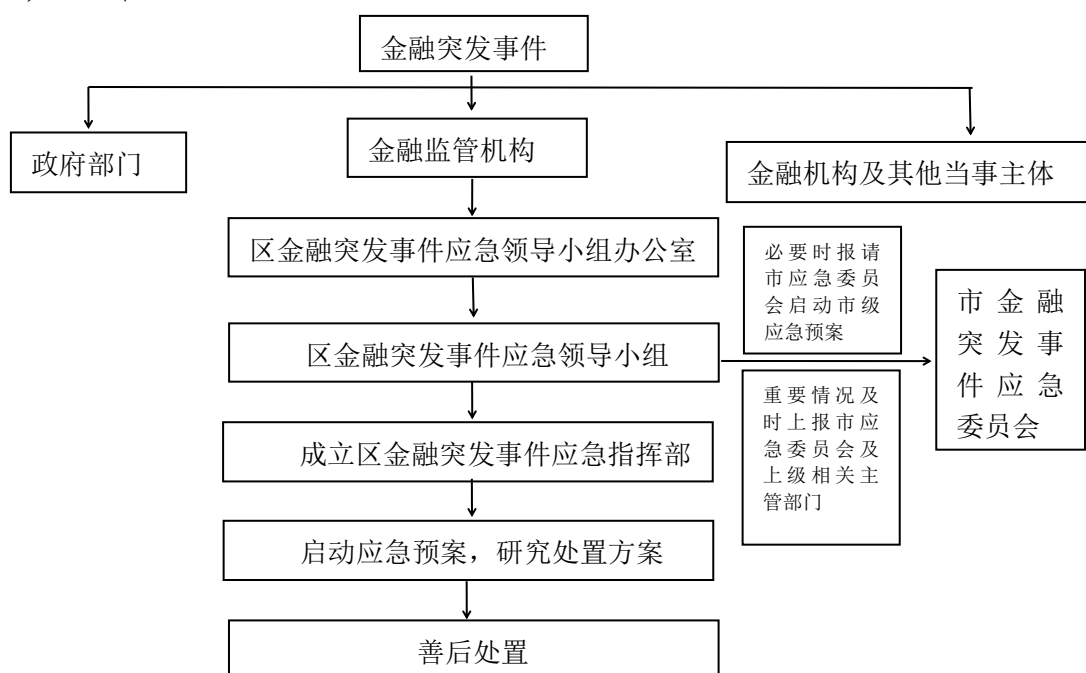 金融突发事件
政府部门
金融监管机构
金融机构及其他当事主体
区金融突发事件应急领导小组办公室
必要时报请
市应急委员
会启动市级
应急预案
市金融
突发事
件应急
委员会
区金融突发事件应急领导小组
重要情况及
时上报市应
急委员会及
上级相关主
管部门
成立区金融突发事件应急指挥部
启动应急预案，研究处置方案
善后处置